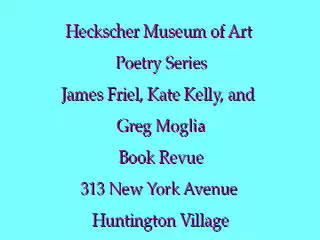 Heckscher Museum of Art
Poetry Series
James Friel, Kate Kelly, and
Greg Moglia
Book Revue
313 New York Avenue
Huntington Village